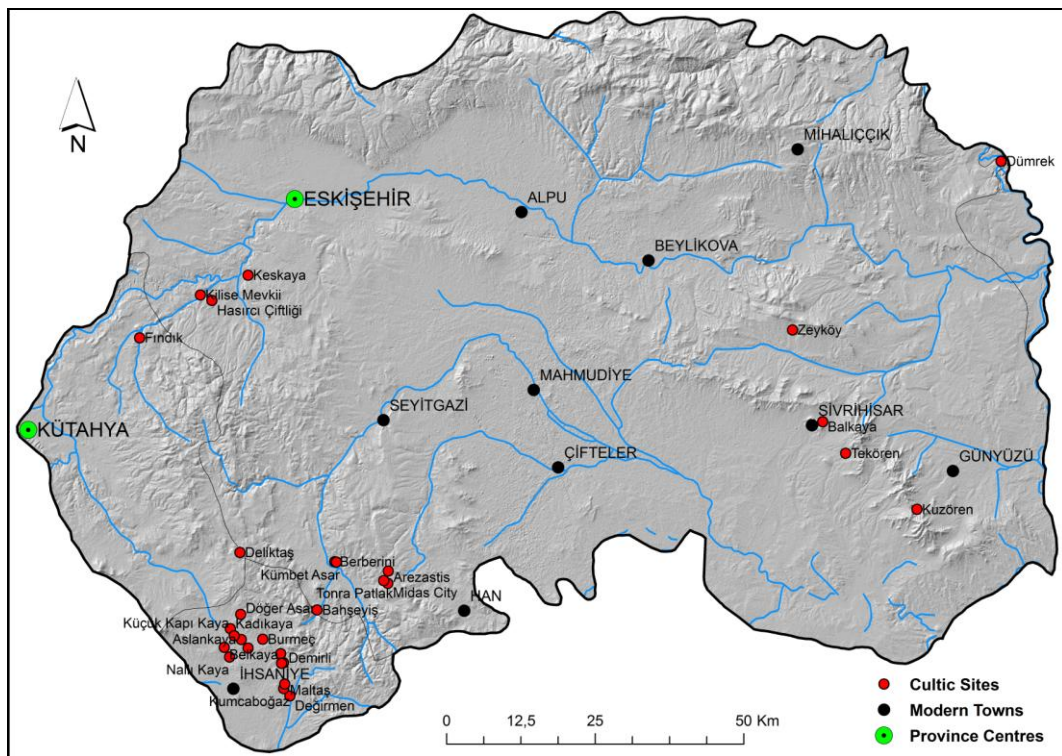 MİHALIÇÇIK
Dümrek
N
ESKİŞEHİR
ALPU
BEYLİKOVA
Keskaya
Kilise Mevkii
Hasırcı Çiftliği
Zeyköy
Fındık
MAHMUDİYE
SEYİTGAZİ
SİVRİHİSAR
Balkaya
KÜTAHYA
Tekören
ÇİFTELER
GÜNYÜZÜ
Kuzören
Deliktaş
Berberini
Kümbet Asar
Arezastis
Tonra Patlak
Midas City
HAN
Döğer Asar
Bahşeyiş
Küçük Kapı Kaya
Kadıkaya
Aslankaya
Burmeç
Belkaya
Demirli
Nallı Kaya
İHSANİYE
Maltaş
Kumcaboğaz
Değirmen
Cultic Sites
Modern Towns
Province Centres
0 12,5 25 50 Km